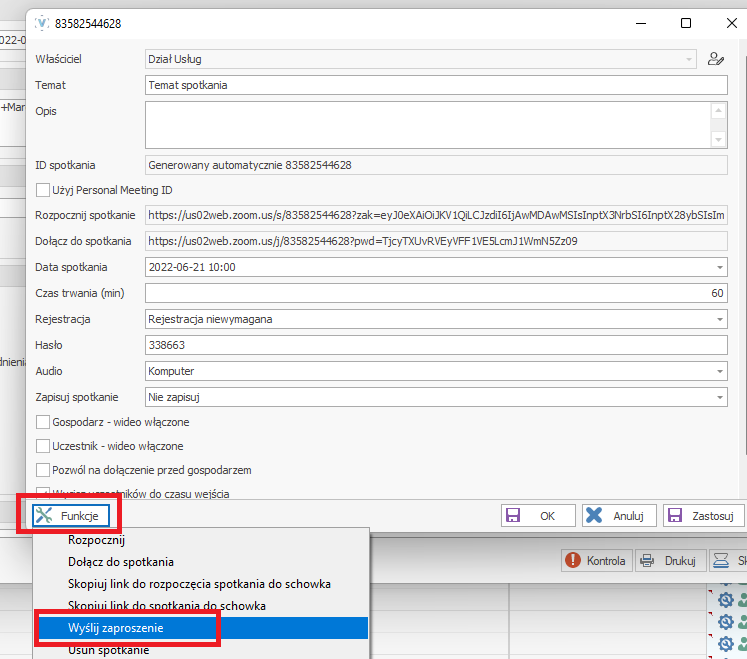 83582544628
022-0
Właściciel Dział Usług
Temat Temat spotkania
+Mar
Opis
ID spotkania Generowany automatycznie 83582544628
Użyj Personal Meeting ID
Rozpocznij spotkanie https://us02web.zoom.us/s/83582544628?zak=eyJ0eXAiOiJKV1QiLCJzdiI6IjAwMDAwMSIsInptX3NrbSI6InptX28ybSIsIm
Dołącz do spotkania https://us02web.zoom.us/j/83582544628?pwd=TjcyTXUvRVEyVFF1VE5LcmJ1WmN5Zz09
Data spotkania 2022-06-21 10:00
Czas trwania (min) 60
Rejestracja Rejestracja niewymagana
Hasło 338663
dnieni
Audio Komputer
Zapisuj spotkanie Nie zapisuj
Gospodarz - wideo włączone
Uczestnik - wideo włączone
Pozwól na dołączenie przed gospodarzem
Wycisz uczestników do czasu wejścia
Funkcje OK Anuluj Zastosuj
Rozpocznij
Dołącz do spotkania
Kontrola Drukuj Sk
Skopiuj link do rozpoczęcia spotkania do schowka
Skopiuj link do spotkania do schowka
Wyślij zaproszenie
Usuń spotkanie